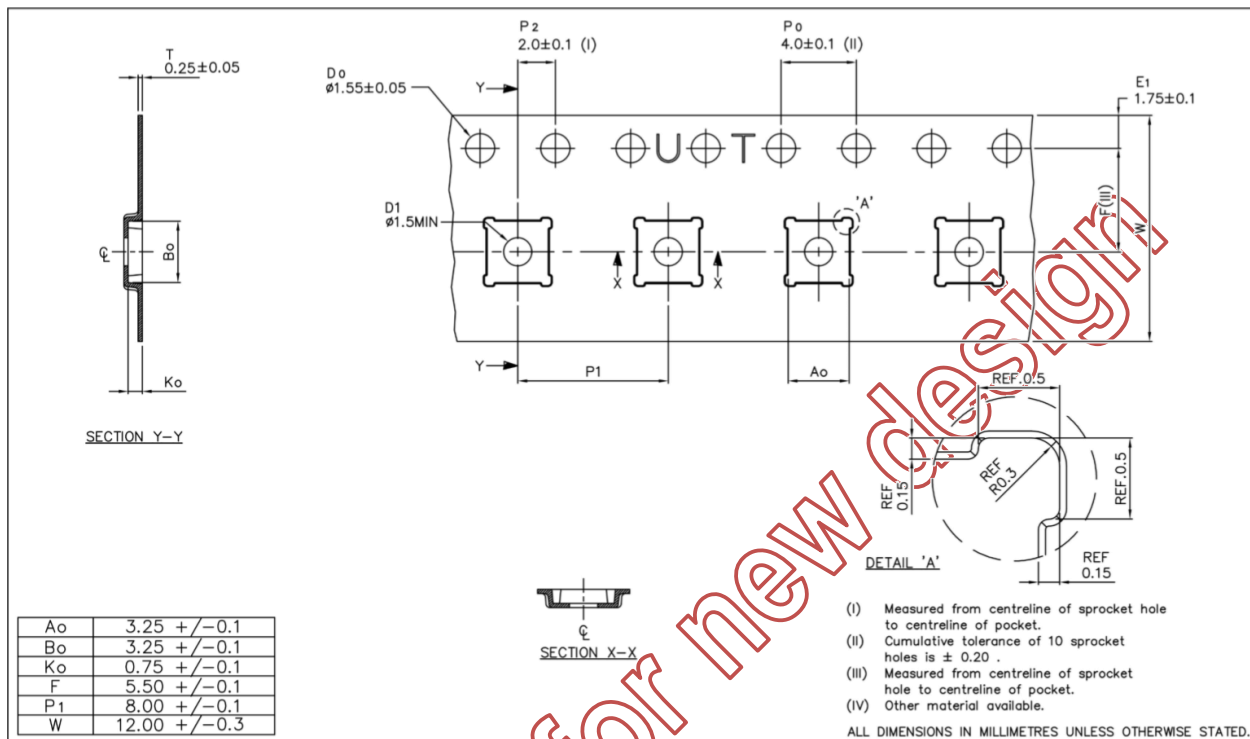 P2
2.0±0.1 (I)
Po
4.0±0.1 (II)
T
0.25±0.05
Do
ø1.55±0.05
E1
1.75±0.1
Y
U T
D1
ø1.5MIN
'A'
F(III)
W
℄
Bo
X
X
Y
P1
Ao
Ko
SECTION Y-Y
REF.0.5
REF
R0.3
REF
0.15
REF.0.5
DETAIL 'A'
REF
0.15
℄
SECTION X-X
for new design
Ao 3.25 +/-0.1
Bo 3.25 +/-0.1
Ko 0.75 +/-0.1
F 5.50 +/-0.1
P1 8.00 +/-0.1
W 12.00 +/-0.3
(I) Measured from centreline of sprocket hole
to centreline of pocket.
(II) Cumulative tolerance of 10 sprocket
holes is ± 0.20 .
(III) Measured from centreline of sprocket
hole to centreline of pocket.
(IV) Other material available.
ALL DIMENSIONS IN MILLIMETRES UNLESS OTHERWISE STATED.